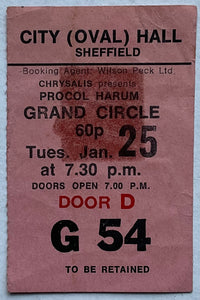 CITY (OVAL) HALL
SHEFFIELD
Booking Agent: Wilson Peck Ltd.
CHRYSALIS presents
PROCOL HARUM
GRAND CIRCLE
60p
Tues. Jan. 25
at 7.30 p.m.
DOORS OPEN 7.00 P.M.
DOOR D
G 54
TO BE RETAINED